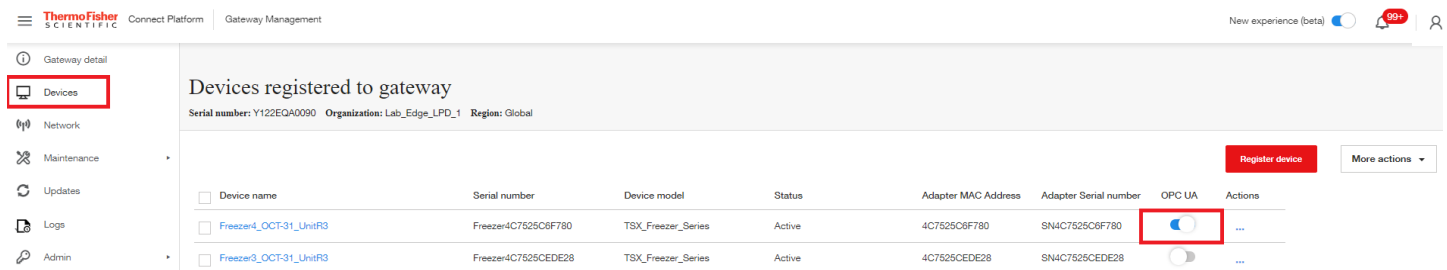 ThermoFisher SCIENTIFIC Connect Platform Gateway Management New experience (beta) 99+
Gateway detail
Devices
Network
Maintenance
Updates
Logs
Admin
Devices registered to gateway
Serial number: Y122EQA0090 Organization: Lab_Edge_LPD_1 Region: Global
Register device More actions
Device name Serial number Device model Status Adapter MAC Address Adapter Serial number OPC UA Actions
Freezer4_OCT-31_UnitR3 Freezer4C7525C6F780 TSX_Freezer_Series Active 4C7525C6F780 SN4C7525C6F780 ...
Freezer3_OCT-31_UnitR3 Freezer4C7525CEDE28 TSX_Freezer_Series Active 4C7525CEDE28 SN4C7525CEDE28 ...